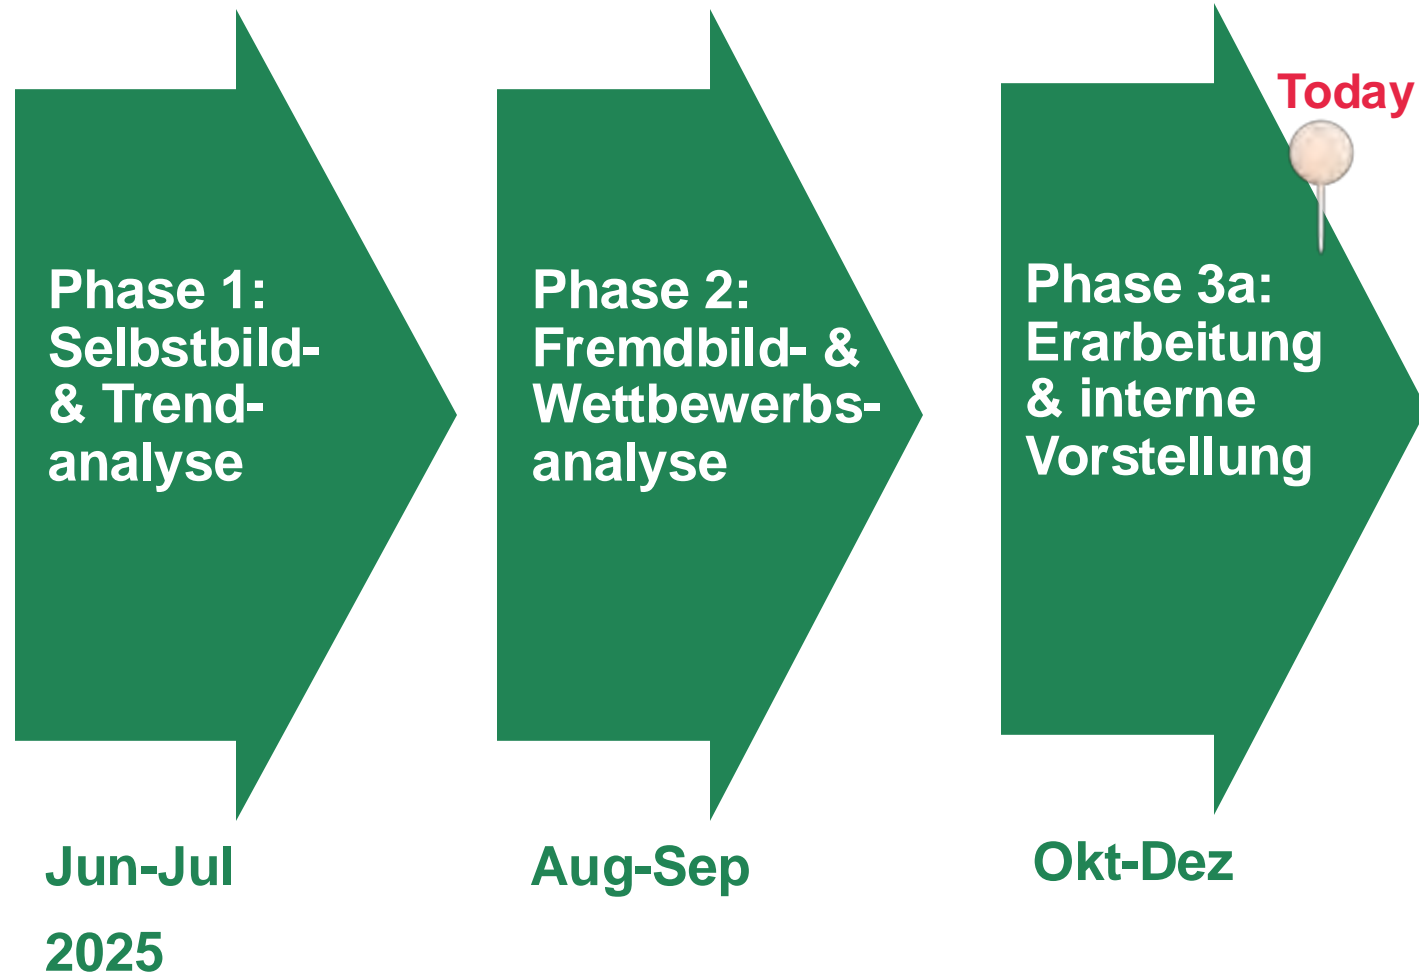 Phase 1:
Selbstbild-
& Trend-
analyse
Phase 2:
Fremdbild- &
Wettbewerbs-
analyse
Today
Phase 3a:
Erarbeitung
& interne
Vorstellung
Jun-Jul
2025
Aug-Sep
Okt-Dez